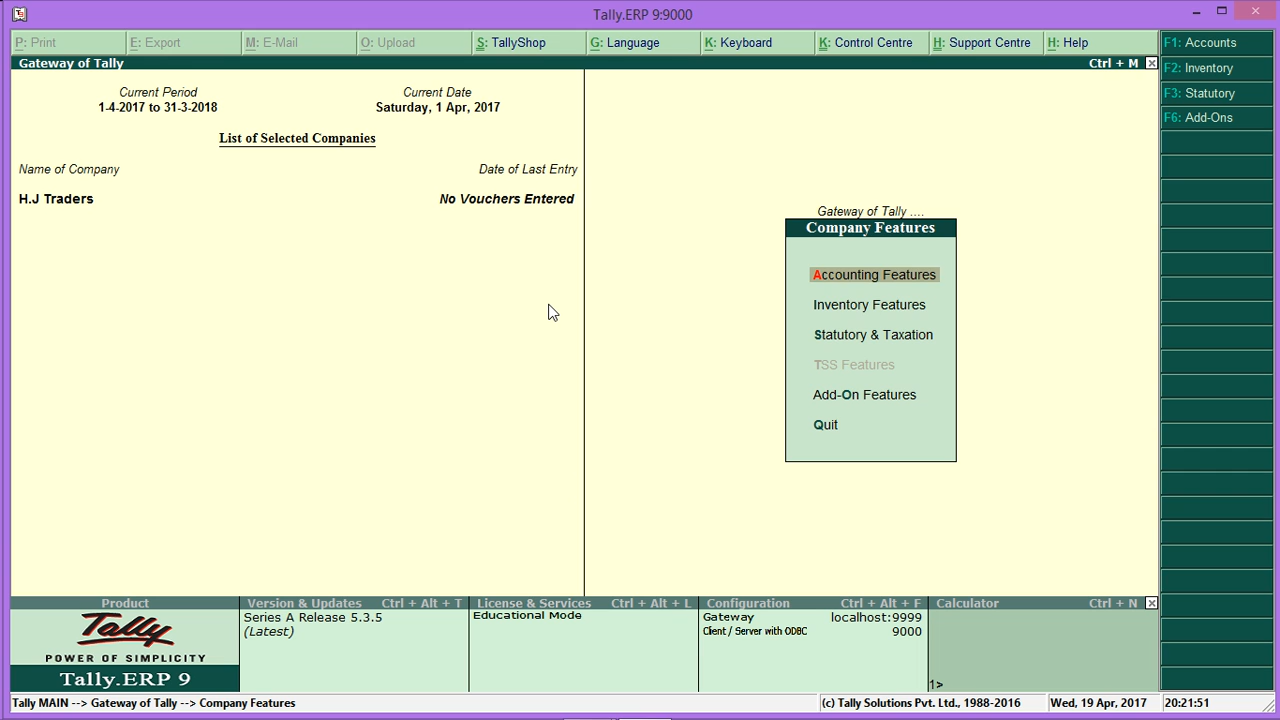 Tally.ERP 9:9000
P: Print E: Export M: E-Mail O: Upload S: TallyShop G: Language K: Keyboard K: Control Centre H: Support Centre H: Help
F1: Accounts
F2: Inventory
F3: Statutory
F6: Add-Ons
Gateway of Tally Ctrl + M
Current Period Current Date
1-4-2017 to 31-3-2018 Saturday, 1 Apr, 2017
List of Selected Companies
Name of Company Date of Last Entry
H.J Traders No Vouchers Entered
Gateway of Tally ....
Company Features
Accounting Features
Inventory Features
Statutory & Taxation
TSS Features
Add-On Features
Quit
Product Version & Updates Ctrl + Alt + T License & Services Ctrl + Alt + L Configuration Ctrl + Alt + F Calculator Ctrl + N
Tally
POWER OF SIMPLICITY
Tally.ERP 9
Series A Release 5.3.5
(Latest)
Educational Mode
Gateway localhost:9999
Client / Server with ODBC 9000
1>
Tally MAIN --> Gateway of Tally --> Company Features (c) Tally Solutions Pvt. Ltd., 1988-2016 Wed, 19 Apr, 2017 20:21:51